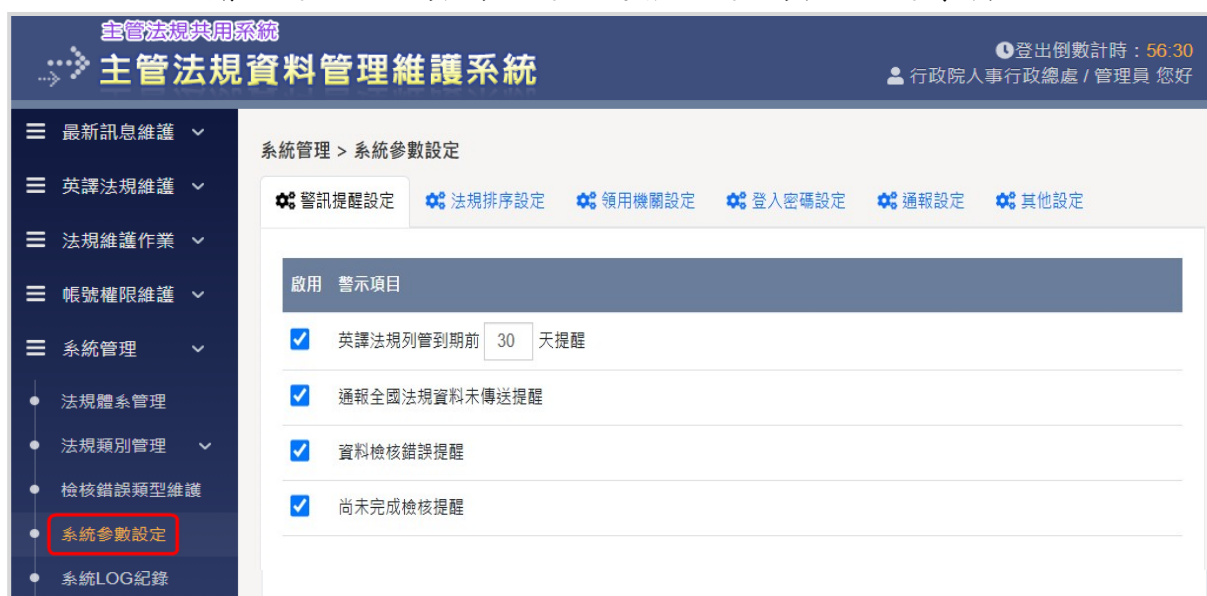 主管法規共用系統
主管法規資料管理維護系統
登出倒數計時：56:30
行政院人事行政總處 / 管理員 您好
最新訊息維護
英譯法規維護
法規維護作業
帳號權限維護
系統管理
法規體系管理
法規類別管理
檢核錯誤類型維護
系統參數設定
系統LOG紀錄
系統管理 > 系統參數設定
警訊提醒設定 法規排序設定 領用機關設定 登入密碼設定 通報設定 其他設定
啟用 警示項目
英譯法規列管到期前 30 天提醒
通報全國法規資料未傳送提醒
資料檢核錯誤提醒
尚未完成檢核提醒